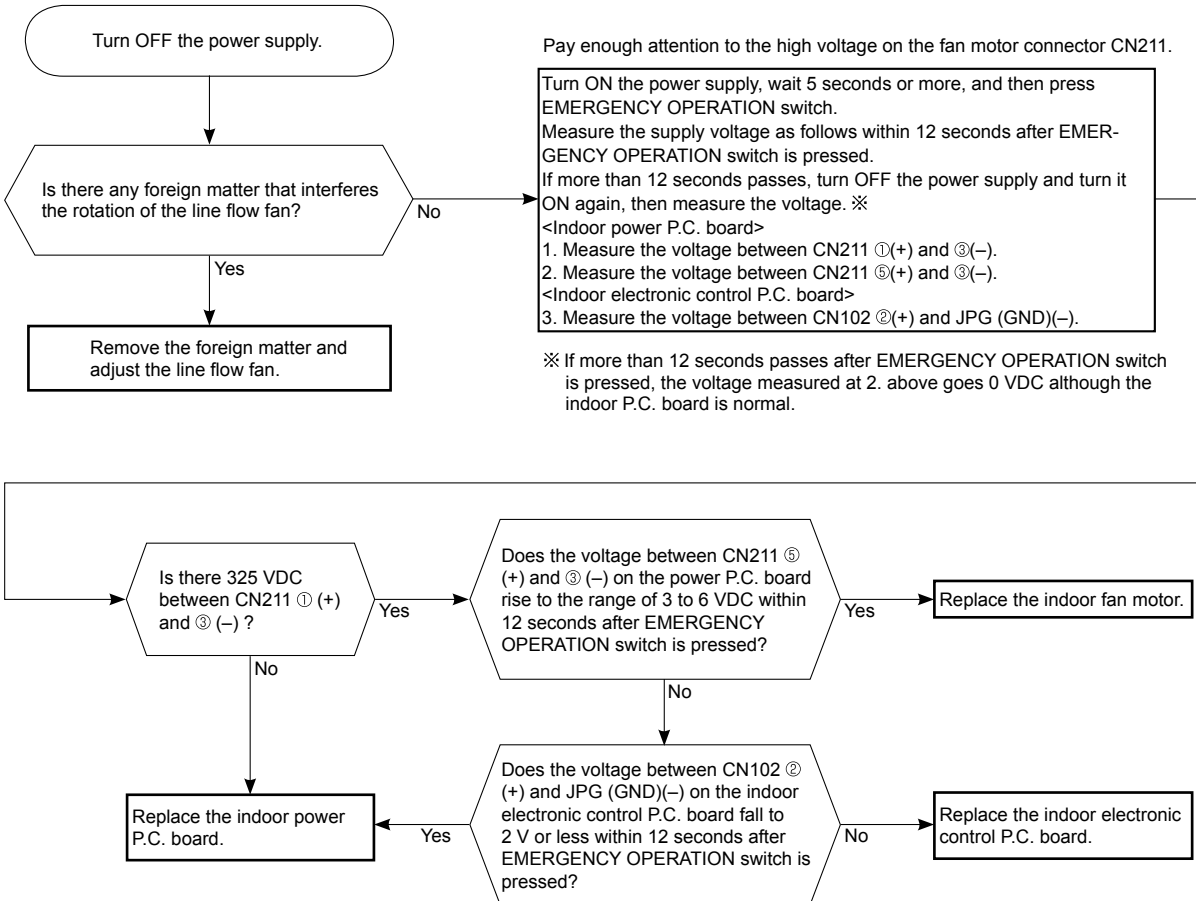 Turn OFF the power supply.
Is there any foreign matter that interferes
the rotation of the line flow fan?
No
Yes
Remove the foreign matter and
adjust the line flow fan.
Pay enough attention to the high voltage on the fan motor connector CN211.
Turn ON the power supply, wait 5 seconds or more, and then press
EMERGENCY OPERATION switch.
Measure the supply voltage as follows within 12 seconds after EMER-
GENCY OPERATION switch is pressed.
If more than 12 seconds passes, turn OFF the power supply and turn it
ON again, then measure the voltage. ※
<Indoor power P.C. board>
1. Measure the voltage between CN211 ①(+) and ③(–).
2. Measure the voltage between CN211 ⑤(+) and ③(–).
<Indoor electronic control P.C. board>
3. Measure the voltage between CN102 ②(+) and JPG (GND)(–).
※ If more than 12 seconds passes after EMERGENCY OPERATION switch
is pressed, the voltage measured at 2. above goes 0 VDC although the
indoor P.C. board is normal.
Is there 325 VDC
between CN211 ① (+)
and ③ (–) ?
Yes
No
Does the voltage between CN211 ⑤
(+) and ③ (–) on the power P.C. board
rise to the range of 3 to 6 VDC within
12 seconds after EMERGENCY
OPERATION switch is pressed?
Yes
No
Replace the indoor fan motor.
Replace the indoor power
P.C. board.
Yes
Does the voltage between CN102 ②
(+) and JPG (GND)(–) on the indoor
electronic control P.C. board fall to
2 V or less within 12 seconds after
EMERGENCY OPERATION switch is
pressed?
No
Replace the indoor electronic
control P.C. board.